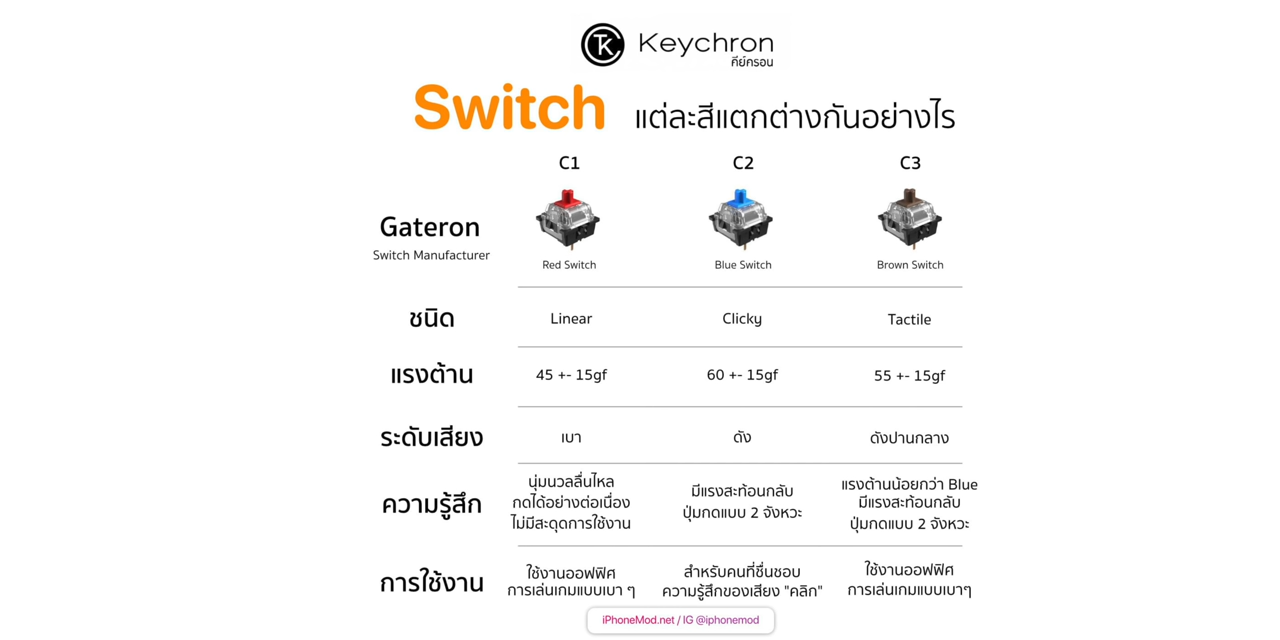 TK Keychron
คีย์ครอน
Switch แต่ละสีแตกต่างกันอย่างไร
C1 C2 C3
Gateron
Switch Manufacturer
Red Switch Blue Switch Brown Switch
ชนิด Linear Clicky Tactile
แรงต้าน 45 +- 15gf 60 +- 15gf 55 +- 15gf
ระดับเสียง เบา ดัง ดังปานกลาง
ความรู้สึก
นุ่มนวลลื่นไหล
กดได้อย่างต่อเนื่อง
ไม่มีสะดุดการใช้งาน
มีแรงสะท้อนกลับ
ปุ่มกดแบบ 2 จังหวะ
แรงต้านน้อยกว่า Blue
มีแรงสะท้อนกลับ
ปุ่มกดแบบ 2 จังหวะ
การใช้งาน
ใช้งานออฟฟิศ
การเล่นเกมแบบเบา ๆ
สำหรับคนที่ชื่นชอบ
ความรู้สึกของเสียง "คลิก"
ใช้งานออฟฟิศ
การเล่นเกมแบบเบาๆ
iPhoneMod.net / IG @iphonemod